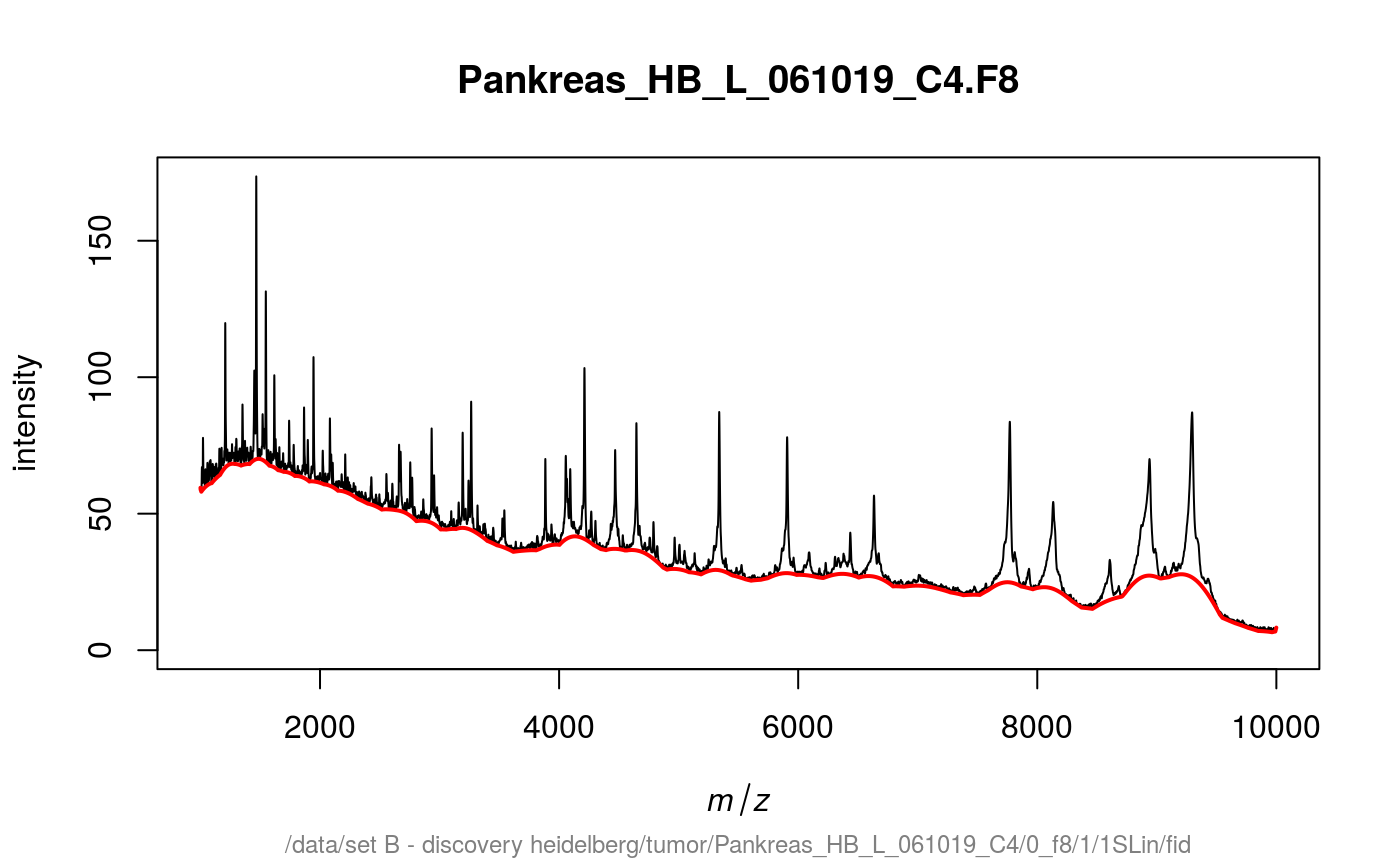 Pankreas_HB_L_061019_C4.F8
intensity
150
100
50
0
2000 4000 6000 8000 10000
m/z
/data/set B - discovery heidelberg/tumor/Pankreas_HB_L_061019_C4/0_f8/1/1SLin/fid